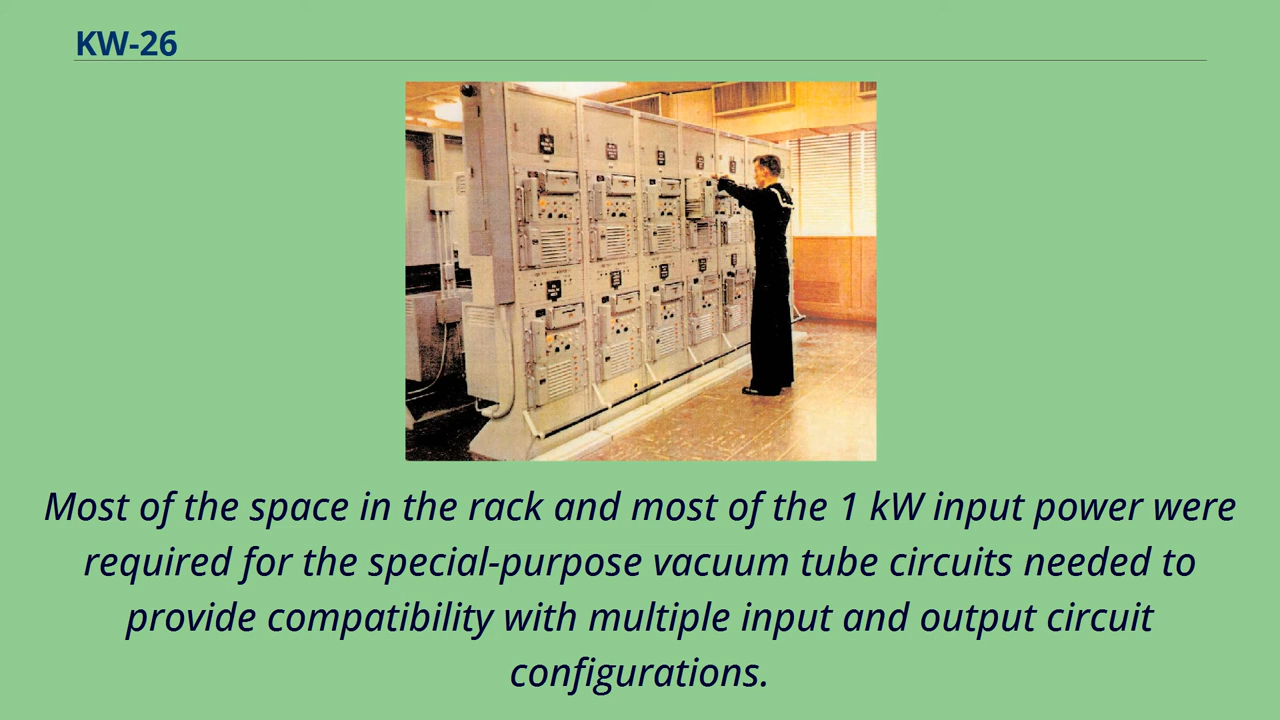 KW-26
Most of the space in the rack and most of the 1 kW input power were
required for the special-purpose vacuum tube circuits needed to
provide compatibility with multiple input and output circuit
configurations.